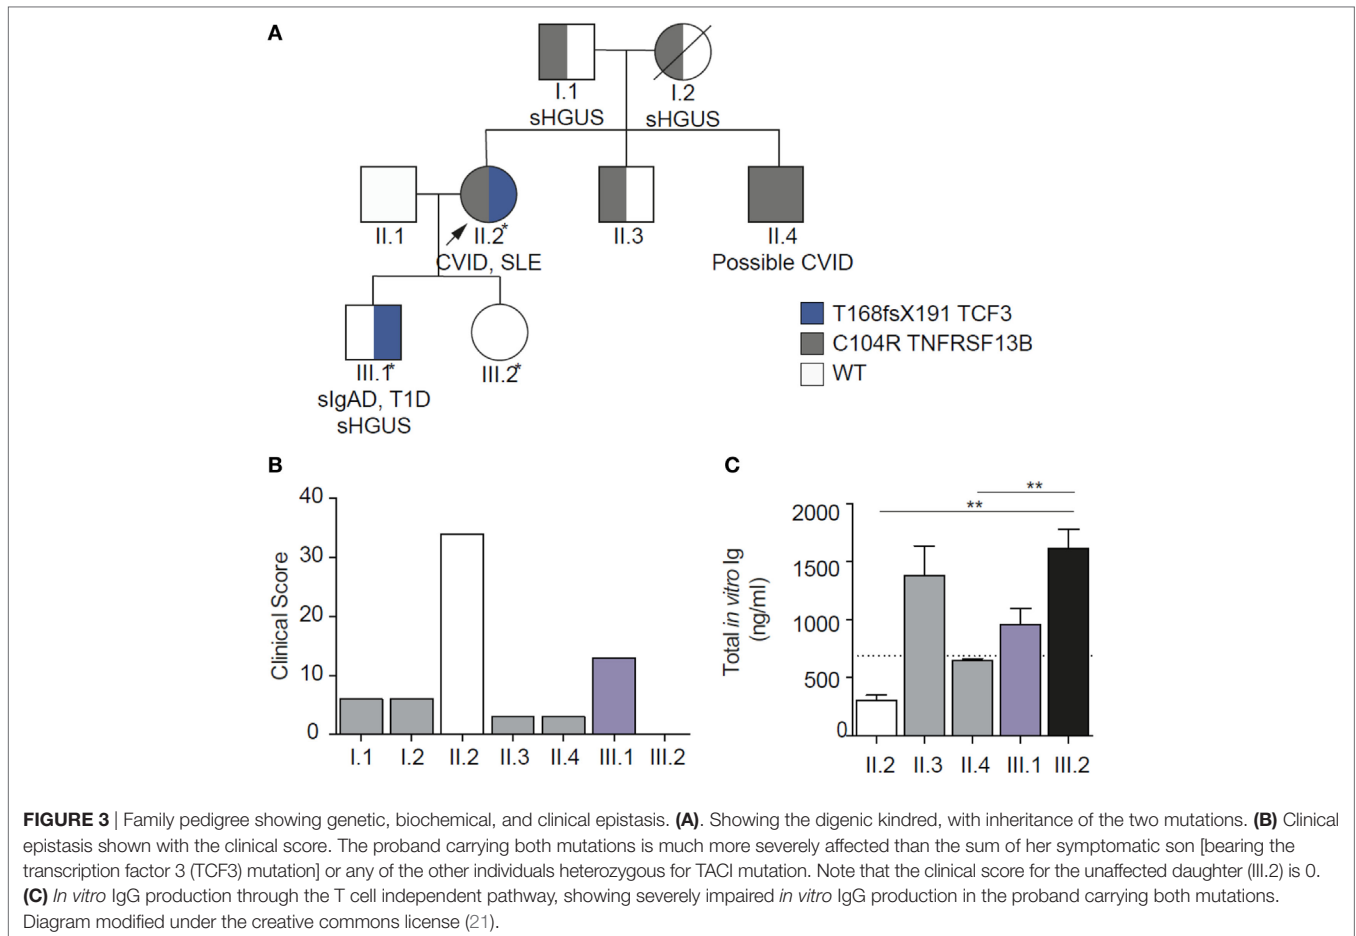 A
I.1
I.2
sHGUS
sHGUS
II.1
II.2*
II.3
II.4
CVID, SLE
Possible CVID
T168fsX191 TCF3
C104R TNFRSF13B
WT
III.1*
III.2*
sIgAD, T1D
sHGUS
B
Clinical Score
40
30
20
10
0
I.1
I.2
II.2
II.3
II.4
III.1
III.2
C
Total in vitro Ig
(ng/ml)
**
**
2000
1500
1000
500
0
II.2
II.3
II.4
III.1
III.2
FIGURE 3 | Family pedigree showing genetic, biochemical, and clinical epistasis. (A). Showing the digenic kindred, with inheritance of the two mutations. (B) Clinical
epistasis shown with the clinical score. The proband carrying both mutations is much more severely affected than the sum of her symptomatic son [bearing the
transcription factor 3 (TCF3) mutation] or any of the other individuals heterozygous for TACI mutation. Note that the clinical score for the unaffected daughter (III.2) is 0.
(C) In vitro IgG production through the T cell independent pathway, showing severely impaired in vitro IgG production in the proband carrying both mutations.
Diagram modified under the creative commons license (21).